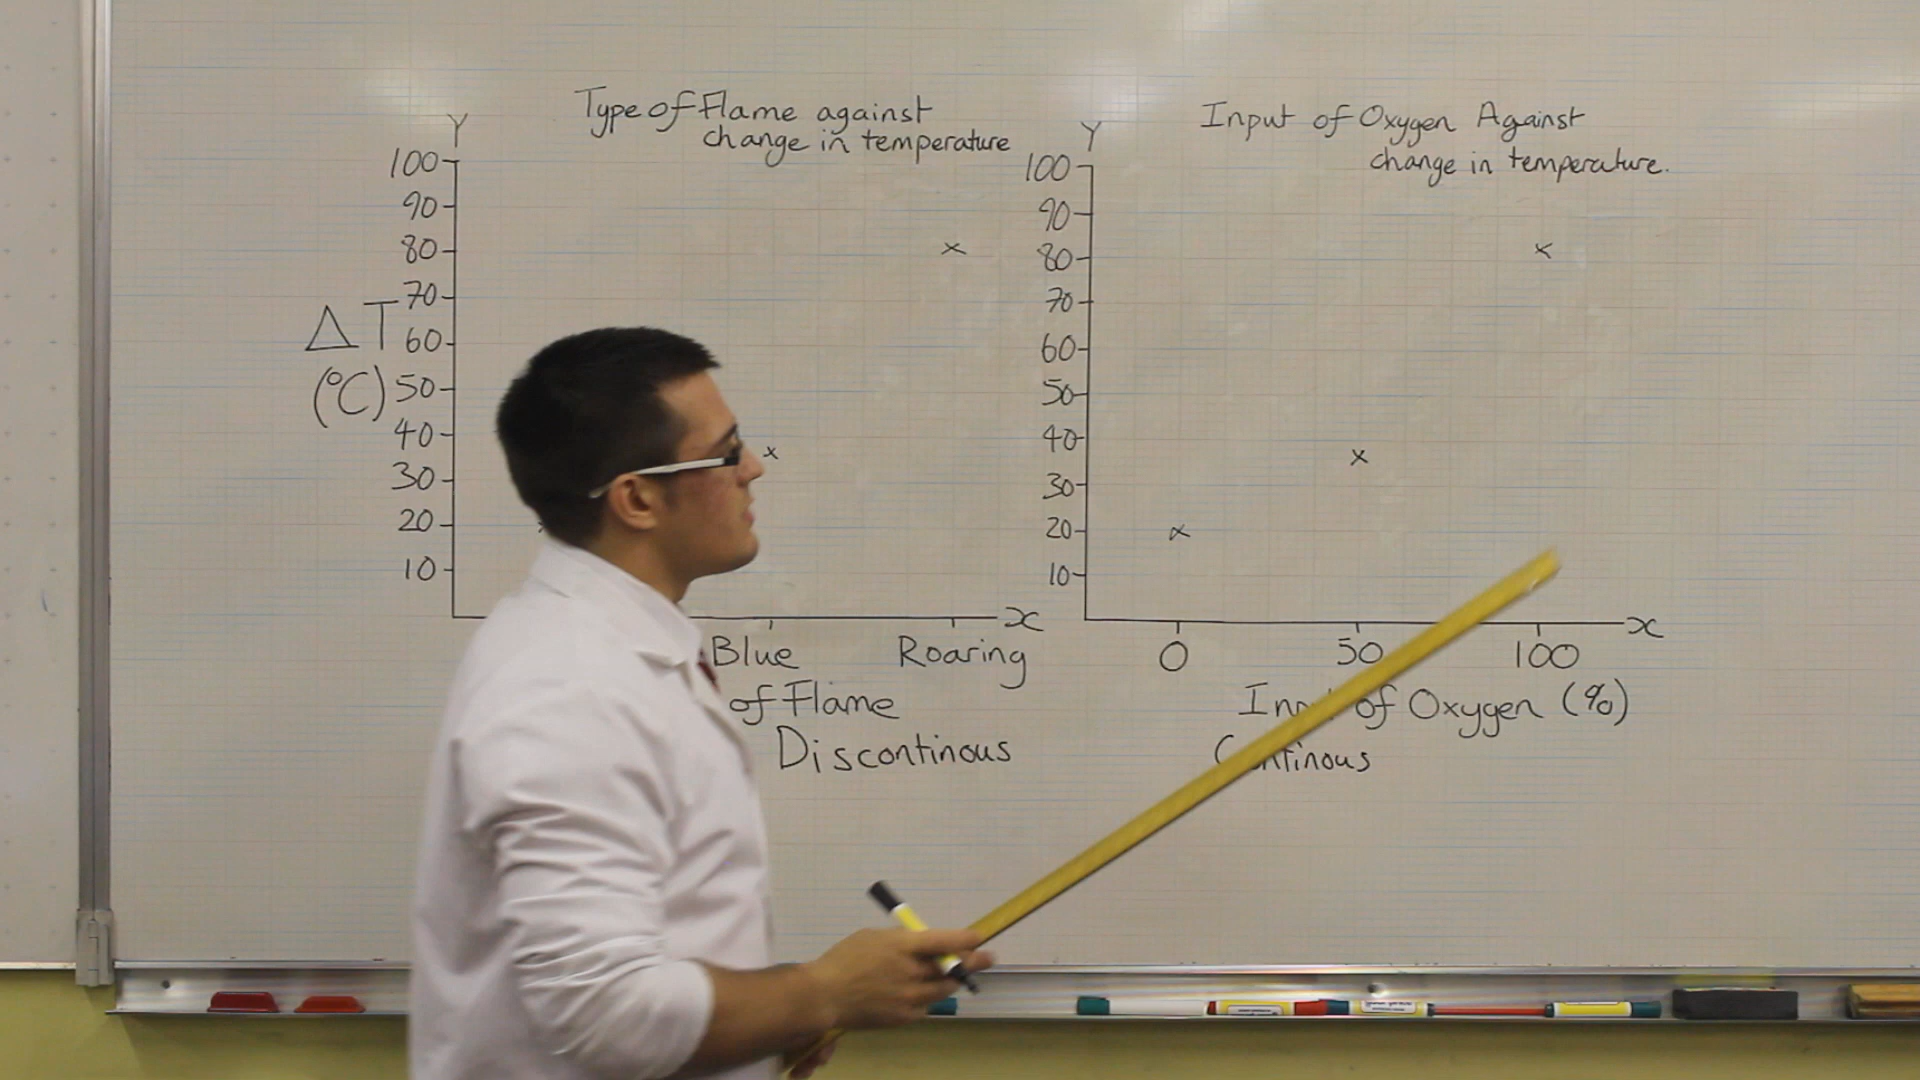 Type of Flame against
change in temperature
Y
100
90
80
70
60
50
40
30
20
10
ΔT
(°C)
x
Blue Roaring
of Flame
Discontinous
Input of Oxygen Against
change in temperature.
Y
100
90
80
70
60
50
40
30
20
10
x
0 50 100
of Oxygen (%)